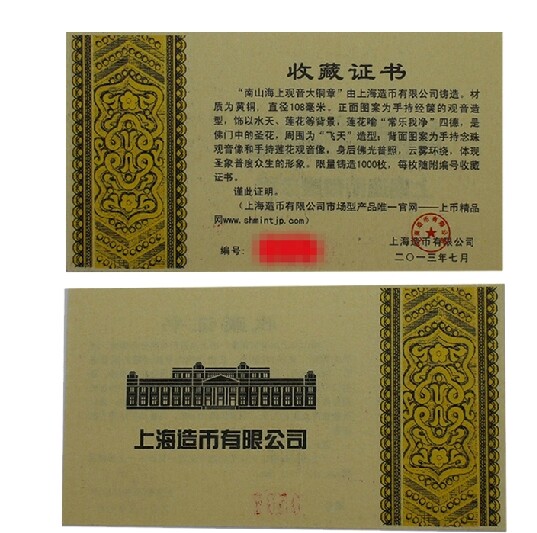 收藏证书
“南山海上观音大铜章”由上海造币有限公司铸造。材
质为黄铜，直径108毫米。正面图案为手持经箧的观音造
型，饰以水天、莲花等背景，莲花喻“常乐我净”四德，是
佛门中的圣花，周围为“飞天”造型；背面图案为手持念珠
观音像和手持莲花观音像，身后佛光普照，云雾环绕，体现
圣象普度众生的形象。限量铸造1000枚，每枚随附编号收藏
证书。
谨此证明。
（上海造币有限公司市场型产品唯一官网——上币精品
网www.shmintjp.com）
编号：
上海造币有限公司
二〇一三年七月
上海造币有限公司